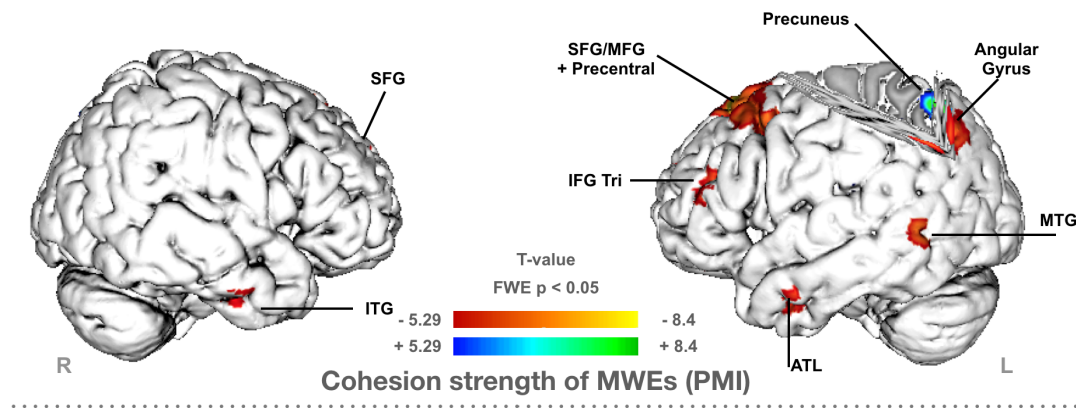 Precuneus
SFG
SFG/MFG
+ Precentral
Angular
Gyrus
IFG Tri
MTG
T-value
FWE p < 0.05
ITG
- 5.29
- 8.4
+ 5.29
+ 8.4
ATL
R
L
Cohesion strength of MWEs (PMI)